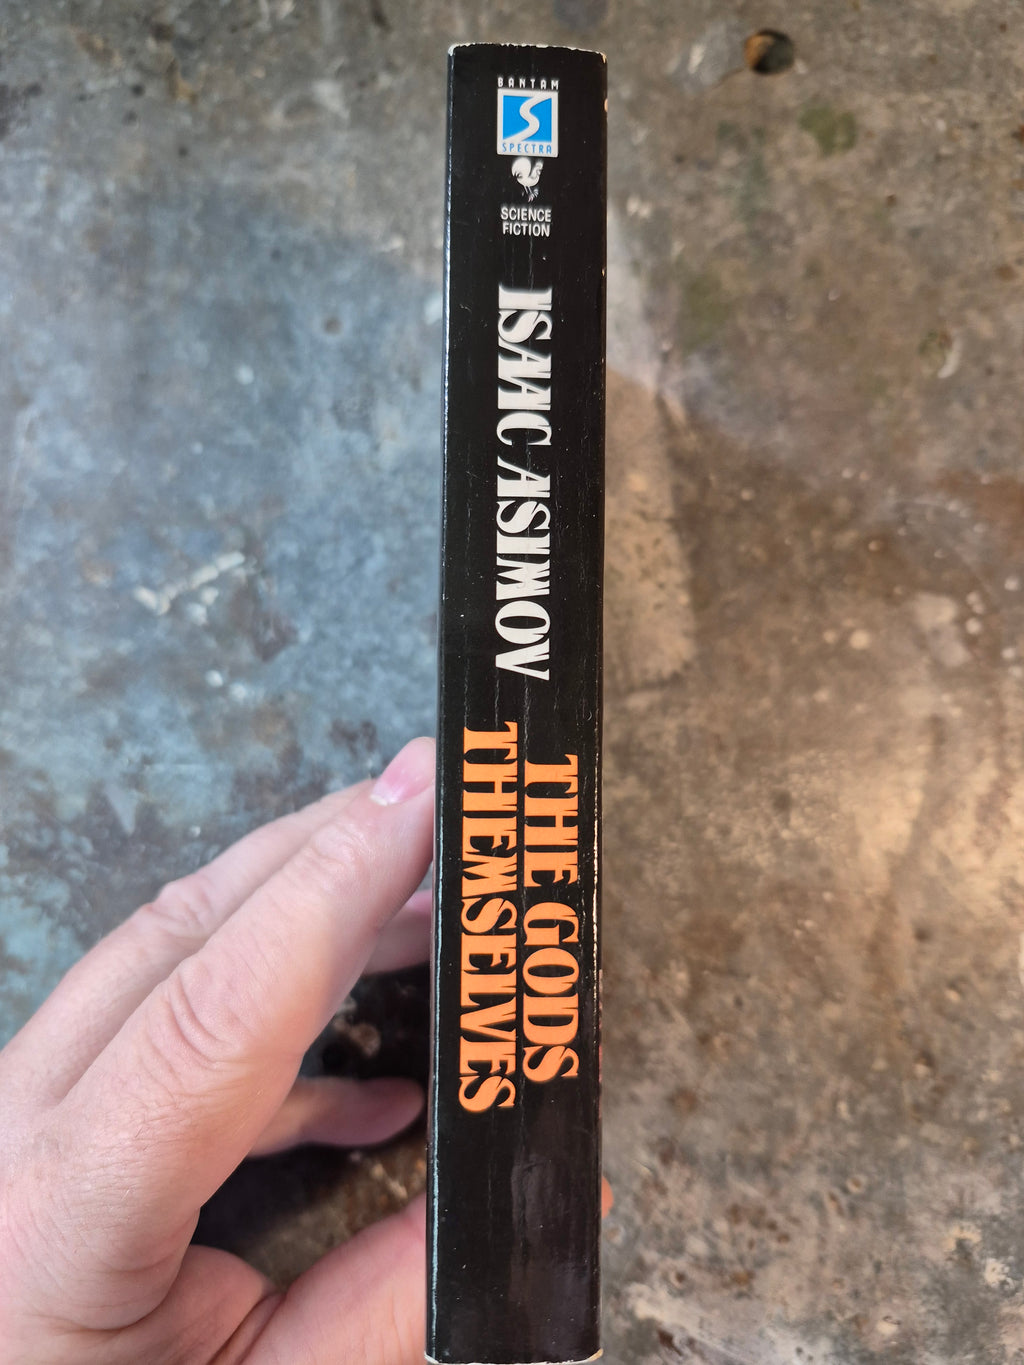 BANTAM
SPECTRA
SCIENCE
FICTION
ISAAC ASIMOV
THE GODS
THEMSELVES